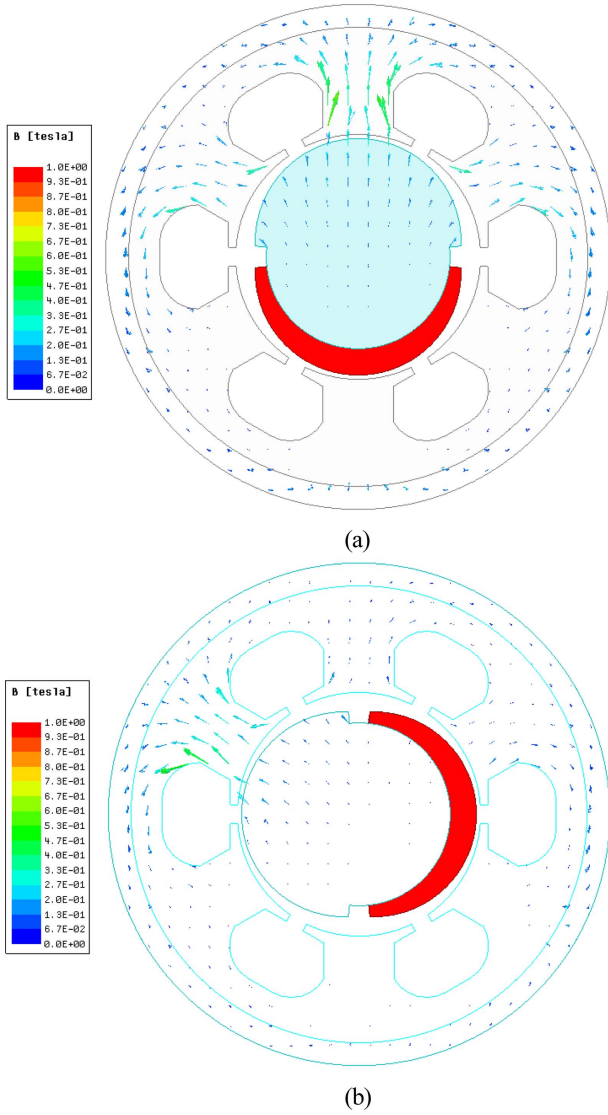 B [tesla]
1.0E+00
9.3E-01
8.7E-01
8.0E-01
7.3E-01
6.7E-01
6.0E-01
5.3E-01
4.7E-01
4.0E-01
3.3E-01
2.7E-01
2.0E-01
1.3E-01
6.7E-02
0.0E+00
(a)
B [tesla]
1.0E+00
9.3E-01
8.7E-01
8.0E-01
7.3E-01
6.7E-01
6.0E-01
5.3E-01
4.7E-01
4.0E-01
3.3E-01
2.7E-01
2.0E-01
1.3E-01
6.7E-02
0.0E+00
(b)